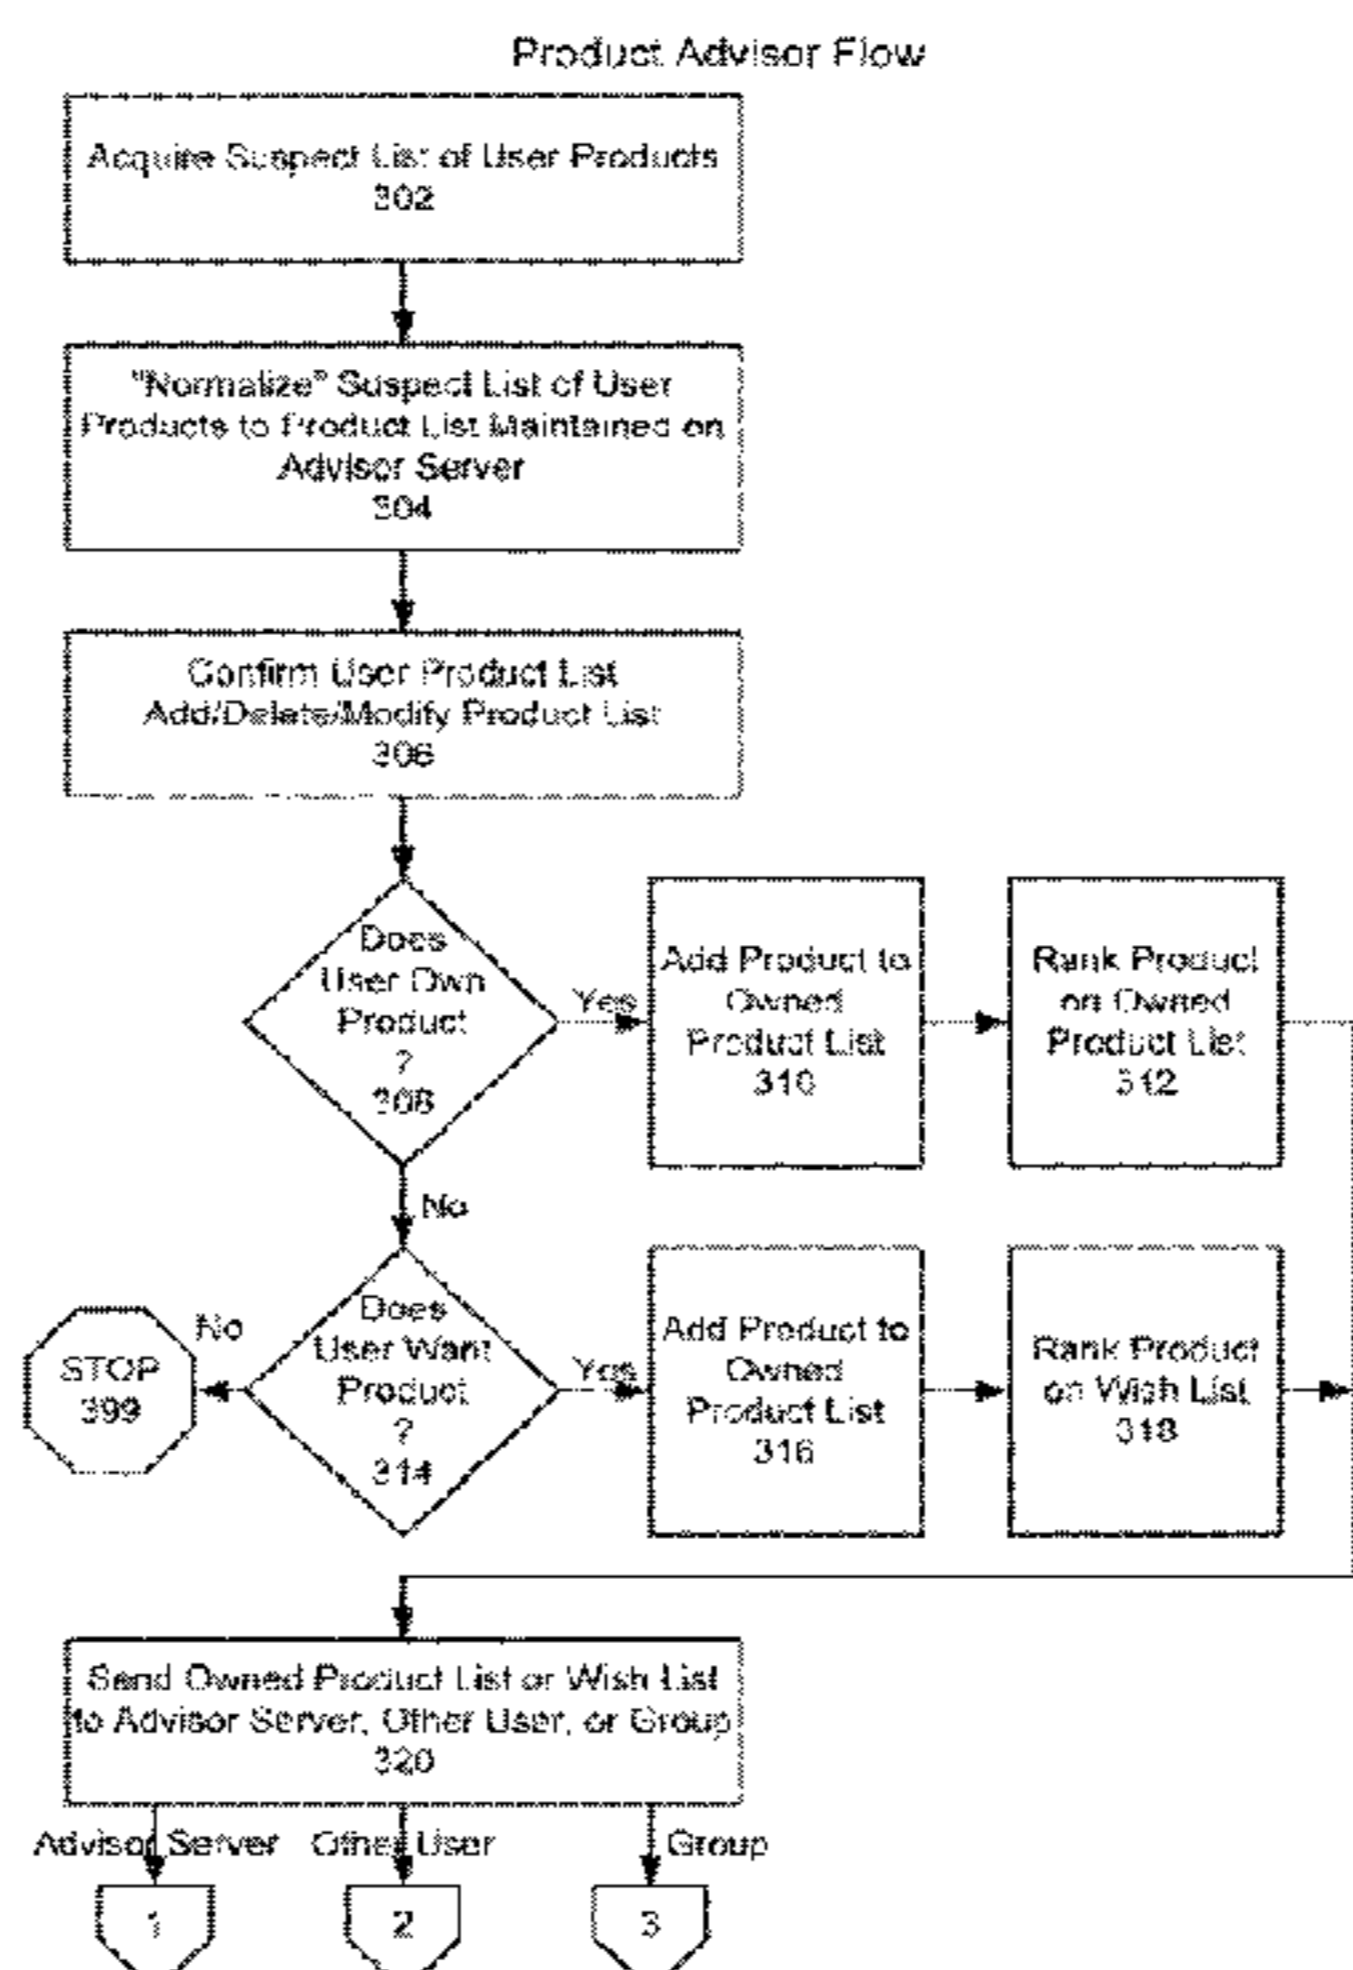 Product Advisor Flow
Acquire Suspect List of User Products
302
"Normalize" Suspect List of User
Products to Product List Maintained on
Advisor Server
304
Confirm User Product List
Add/Delete/Modify Product List
306
Does
User Own
Product
?
308
Yes
Add Product to
Owned
Product List
310
Rank Product
on Owned
Product List
312
No
Does
User Want
Product
?
314
No
STOP
399
Yes
Add Product to
Owned
Product List
316
Rank Product
on Wish List
318
Send Owned Product List or Wish List
to Advisor Server, Other User, or Group
320
Advisor Server
Other User
Group
1
2
3